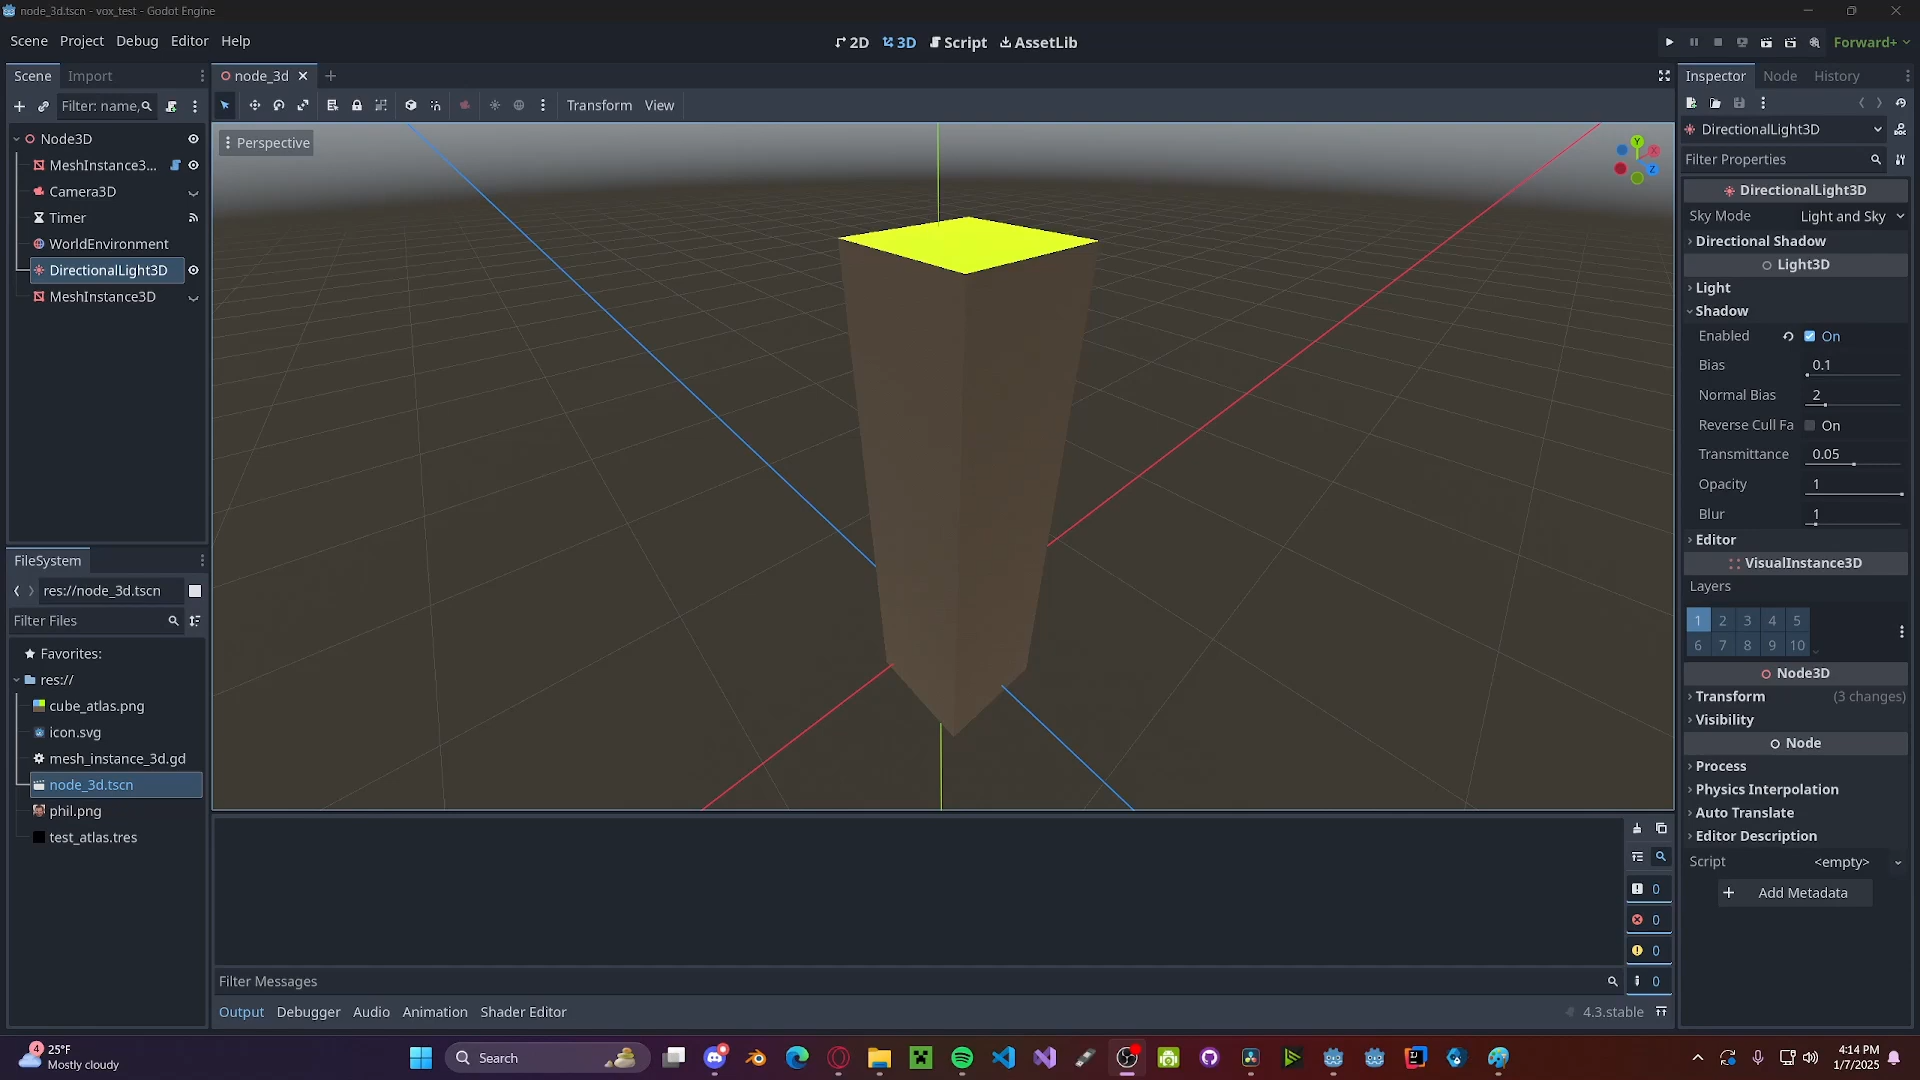 node_3d.tscn - vox_test - Godot Engine
Scene Project Debug Editor Help
2D 3D Script AssetLib
Forward+
Scene Import
node_3d
Inspector Node History
Filter: name,
Transform View
Node3D
MeshInstance3...
Camera3D
Timer
WorldEnvironment
DirectionalLight3D
MeshInstance3D
Perspective
Y
X
Z
DirectionalLight3D
Filter Properties
DirectionalLight3D
Sky Mode Light and Sky
Directional Shadow
Light3D
Light
Shadow
Enabled On
Bias 0.1
Normal Bias 2
Reverse Cull Fa On
Transmittance 0.05
Opacity 1
Blur 1
Editor
VisualInstance3D
Layers
1 2 3 4 5
6 7 8 9 10
Node3D
Transform (3 changes)
Visibility
Node
Process
Physics Interpolation
Auto Translate
Editor Description
Script <empty>
Add Metadata
FileSystem
res://node_3d.tscn
Filter Files
Favorites:
res://
cube_atlas.png
icon.svg
mesh_instance_3d.gd
node_3d.tscn
phil.png
test_atlas.tres
0
0
0
0
Filter Messages
Output Debugger Audio Animation Shader Editor
4.3.stable
4
25°F
Mostly cloudy
Search
4:14 PM
1/7/2025